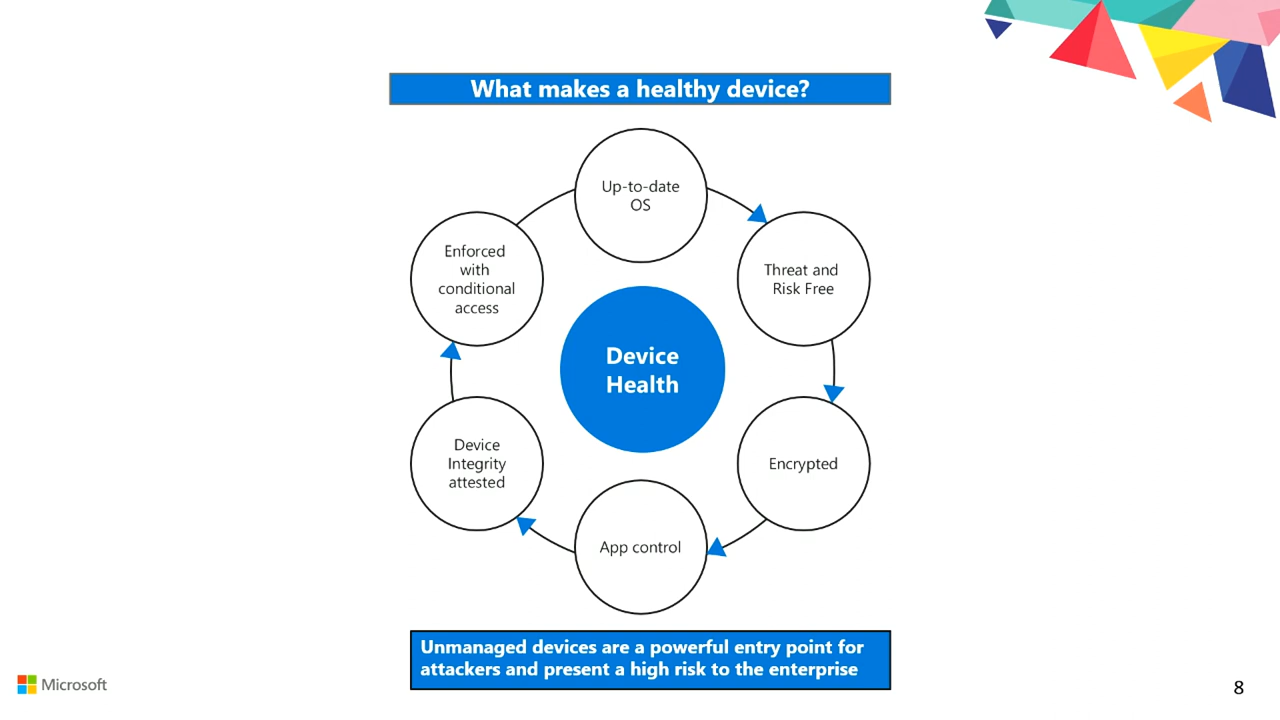 What makes a healthy device?
Up-to-date
OS
Threat and
Risk Free
Encrypted
App control
Device
Integrity
attested
Enforced
with
conditional
access
Device
Health
Unmanaged devices are a powerful entry point for
attackers and present a high risk to the enterprise
Microsoft
8